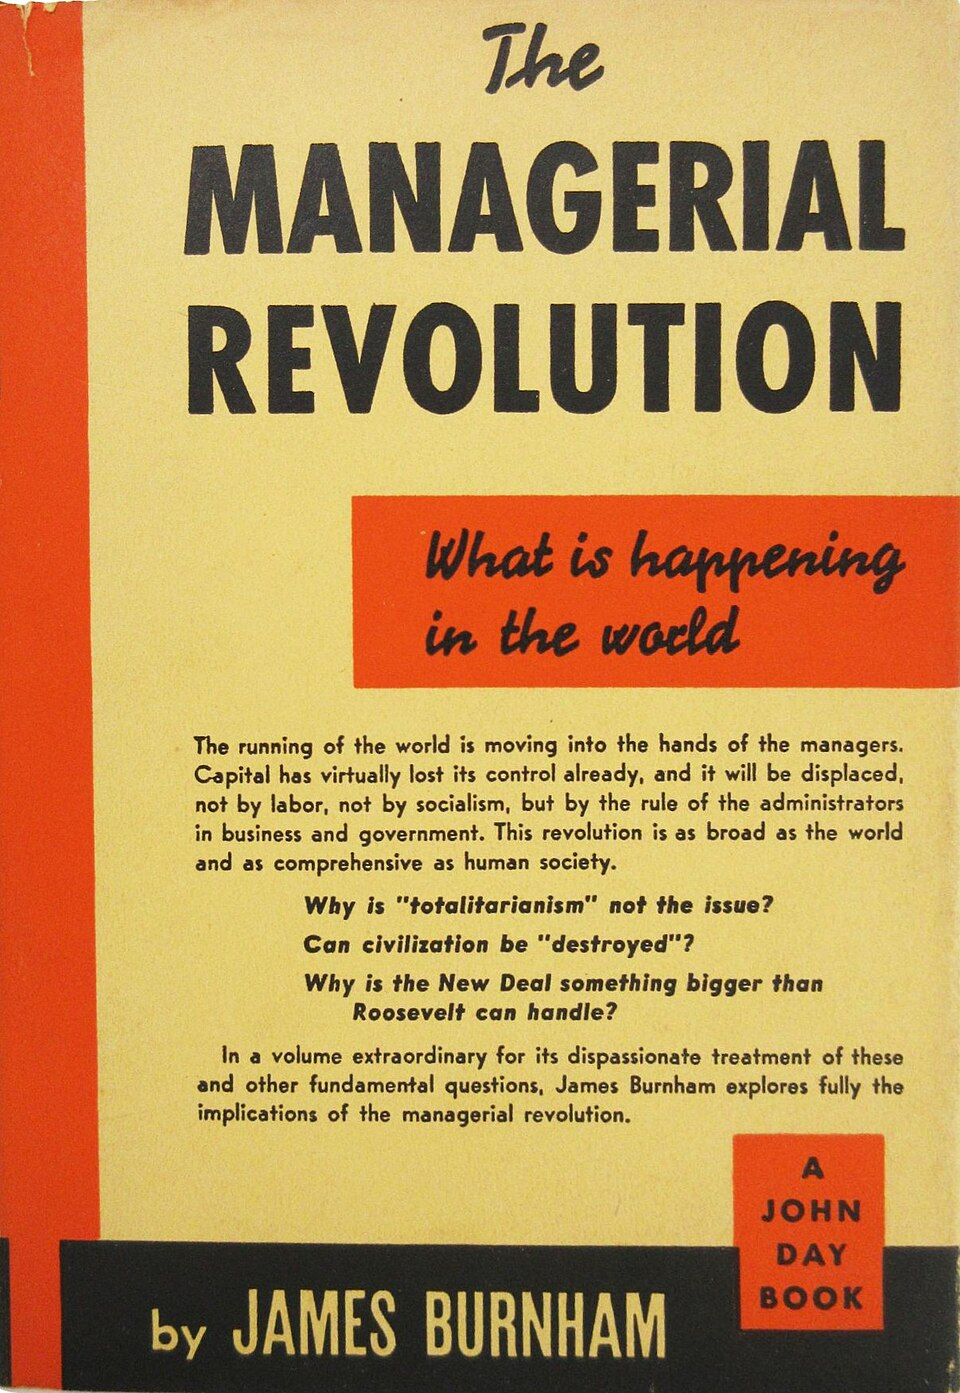 The
MANAGERIAL
REVOLUTION
What is happening
in the world
The running of the world is moving into the hands of the managers.
Capital has virtually lost its control already, and it will be displaced,
not by labor, not by socialism, but by the rule of the administrators
in business and government. This revolution is as broad as the world
and as comprehensive as human society.
Why is "totalitarianism" not the issue?
Can civilization be "destroyed"?
Why is the New Deal something bigger than
Roosevelt can handle?
In a volume extraordinary for its dispassionate treatment of these
and other fundamental questions, James Burnham explores fully the
implications of the managerial revolution.
A
JOHN
DAY
BOOK
by JAMES BURNHAM